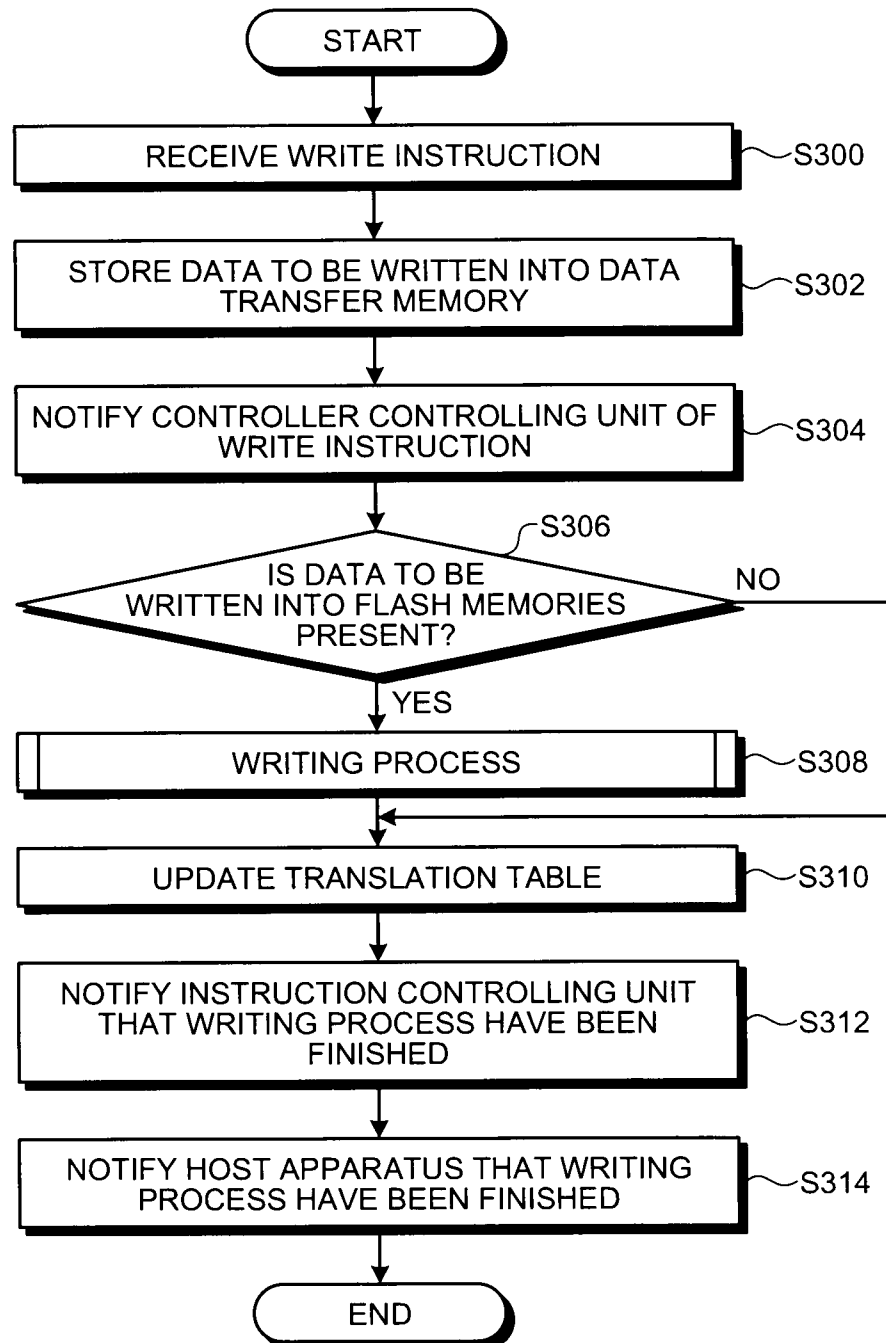 START
RECEIVE WRITE INSTRUCTION
S300
STORE DATA TO BE WRITTEN INTO DATA
TRANSFER MEMORY
S302
NOTIFY CONTROLLER CONTROLLING UNIT OF
WRITE INSTRUCTION
S304
S306
IS DATA TO BE
WRITTEN INTO FLASH MEMORIES
PRESENT?
NO
YES
WRITING PROCESS
S308
UPDATE TRANSLATION TABLE
S310
NOTIFY INSTRUCTION CONTROLLING UNIT
THAT WRITING PROCESS HAVE BEEN
FINISHED
S312
NOTIFY HOST APPARATUS THAT WRITING
PROCESS HAVE BEEN FINISHED
S314
END